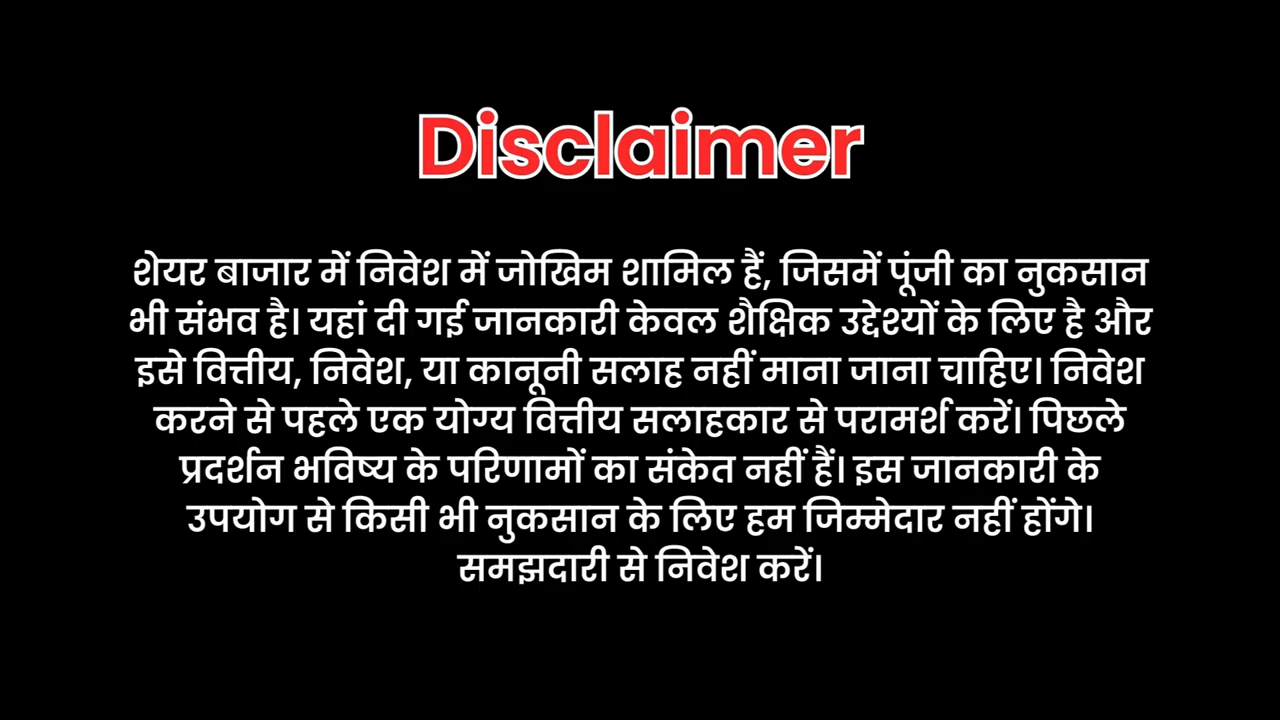 Disclaimer
शेयर बाजार में निवेश में जोखिम शामिल हैं, जिसमें पूंजी का नुकसान
भी संभव है। यहां दी गई जानकारी केवल शैक्षिक उद्देश्यों के लिए है और
इसे वित्तीय, निवेश, या कानूनी सलाह नहीं माना जाना चाहिए। निवेश
करने से पहले एक योग्य वित्तीय सलाहकार से परामर्श करें। पिछले
प्रदर्शन भविष्य के परिणामों का संकेत नहीं हैं। इस जानकारी के
उपयोग से किसी भी नुकसान के लिए हम जिम्मेदार नहीं होंगे।
समझदारी से निवेश करें।